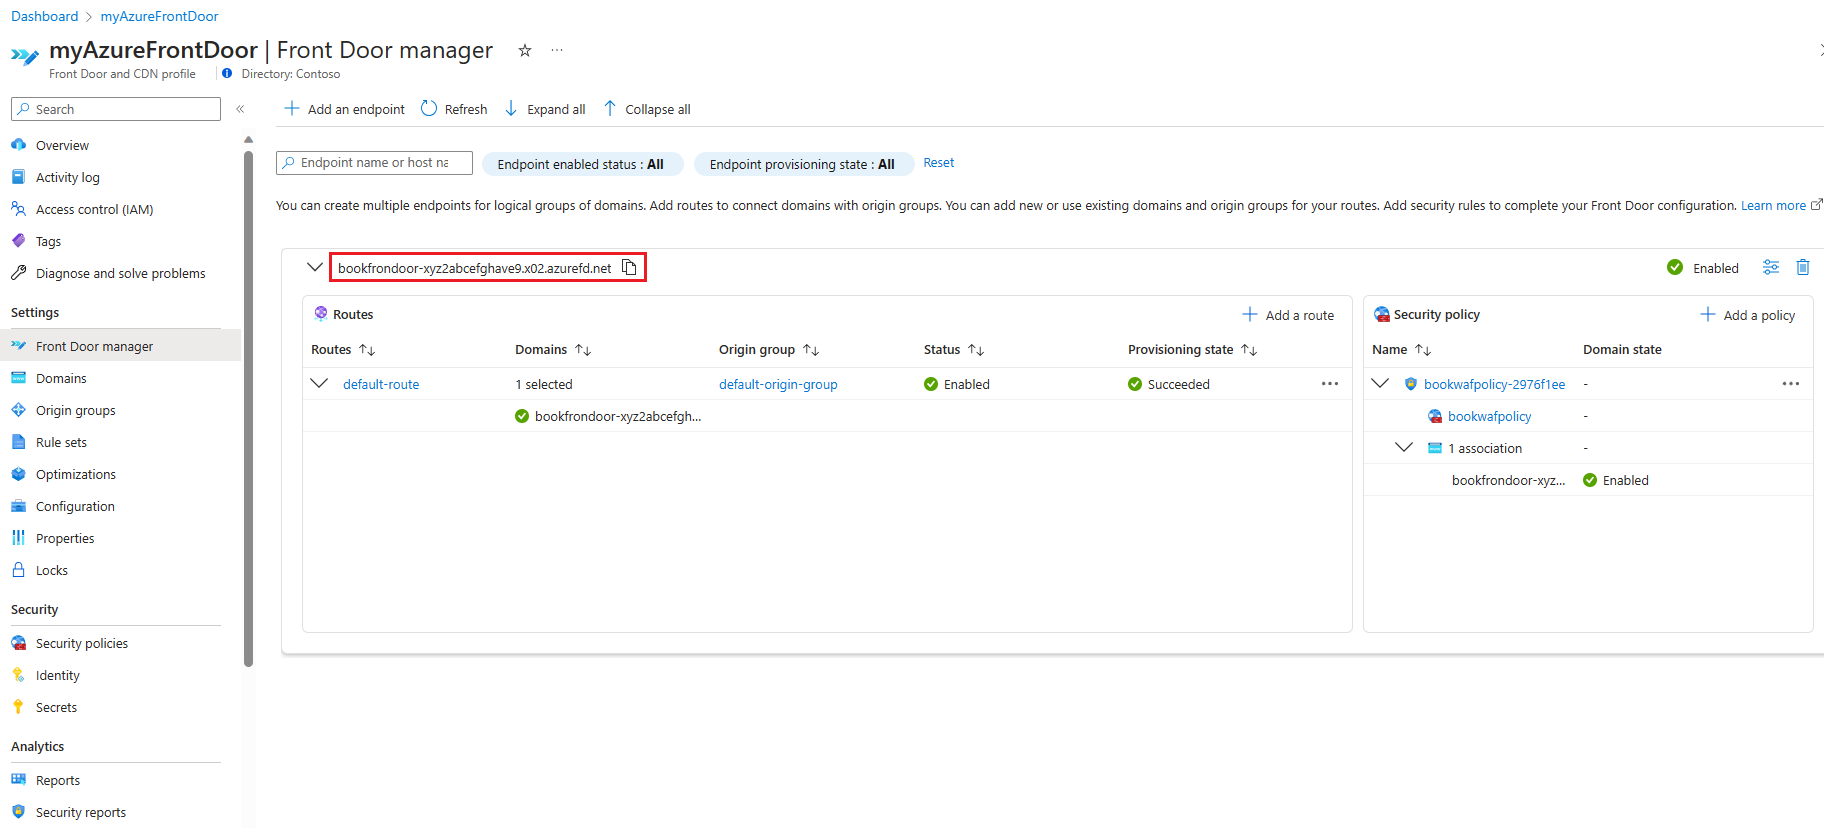 Dashboard > myAzureFrontDoor
myAzureFrontDoor | Front Door manager
Front Door and CDN profile
Directory: Contoso
Search
Overview
Activity log
Access control (IAM)
Tags
Diagnose and solve problems
Settings
Front Door manager
Domains
Origin groups
Rule sets
Optimizations
Configuration
Properties
Locks
Security
Security policies
Identity
Secrets
Analytics
Reports
Security reports
Add an endpoint Refresh Expand all Collapse all
Endpoint name or host na
Endpoint enabled status : All
Endpoint provisioning state : All
Reset
You can create multiple endpoints for logical groups of domains. Add routes to connect domains with origin groups. You can add new or use existing domains and origin groups for your routes. Add security rules to complete your Front Door configuration. Learn more
bookfrondoor-xyz2abcefghave9.x02.azurefd.net
Enabled
Routes
Add a route
Routes Domains Origin group Status Provisioning state
default-route 1 selected default-origin-group Enabled Succeeded ...
bookfrondoor-xyz2abcefgh...
Security policy
Add a policy
Name Domain state
bookwafpolicy-2976f1ee - ...
bookwafpolicy -
1 association -
bookfrondoor-xyz... Enabled